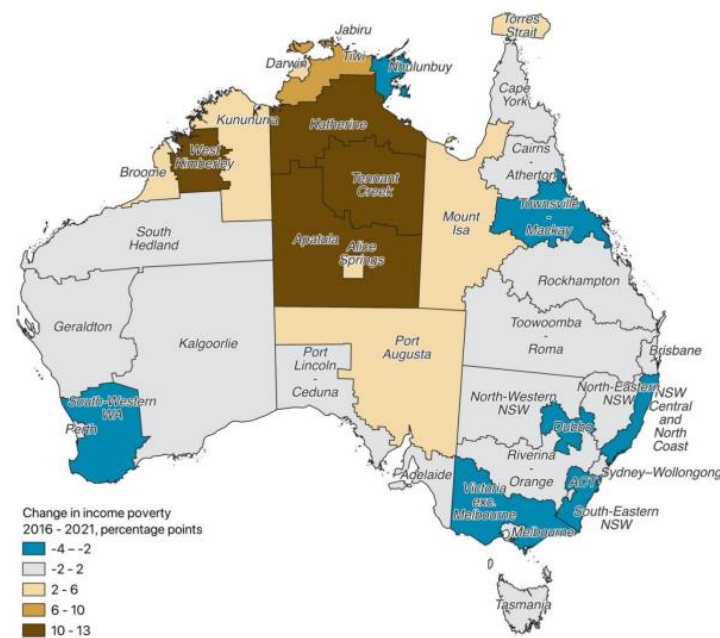 Torres
Strait
Jabiru
Tiwi
Darwin
Nhulunbuy
Cape
York
Kununurra
Katherine
Cairns
-
Atherton
West
Kimberley
Broome
Tennant
Creek
Townsville
-
Mackay
Mount
Isa
South
Hedland
Apatula
Alice
Springs
Rockhampton
Geraldton
Kalgoorlie
Port
Augusta
Toowoomba
-
Roma
Brisbane
Port
Lincoln
-
Ceduna
North-Western
NSW
North-Eastern
NSW
NSW
Central
and
North
Coast
South-Western
WA
Perth
Dubbo
Riverina
-
Orange
Sydney–Wollongong
Adelaide
ACT
Victoria
exc.
Melbourne
South-Eastern
NSW
Melbourne
Tasmania
Change in income poverty
2016 - 2021, percentage points
-4 – -2
-2 - 2
2 - 6
6 - 10
10 - 13